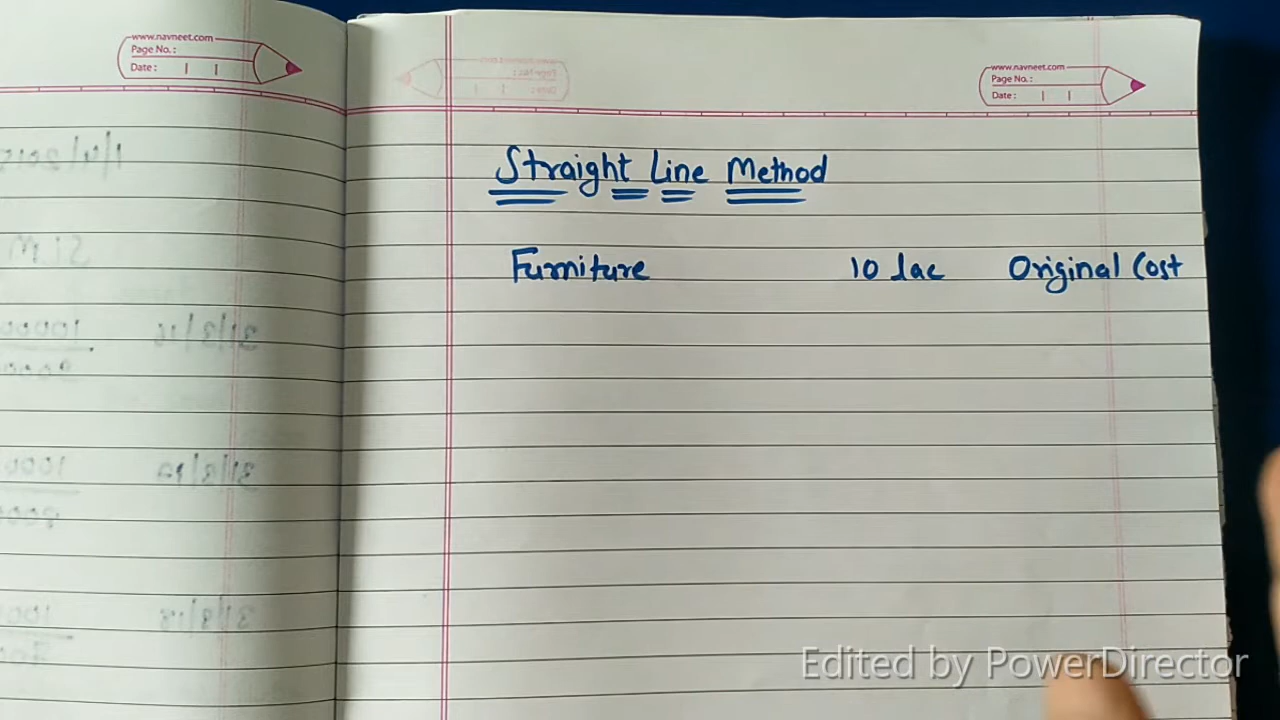 www.navneet.com
Page No. :
Date :
www.navneet.com
Page No. :
Date :
Straight Line Method
Furniture 10 lac Original Cost
Edited by PowerDirector